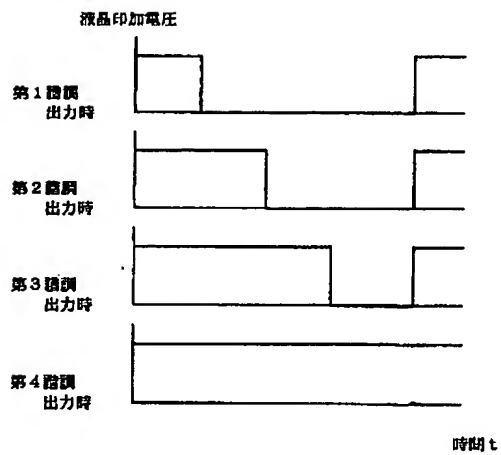 液晶印加電圧
第1階調
出力時
第2階調
出力時
第3階調
出力時
第4階調
出力時
時間t